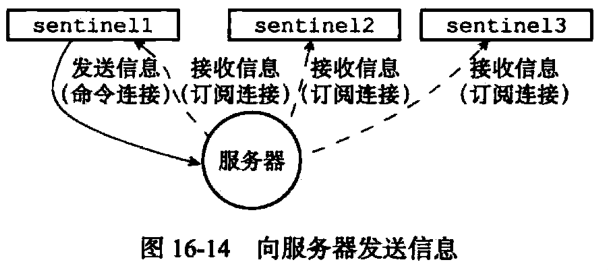 sentinel1 sentinel2 sentinel3
发送信息 接收信息 接收信息 接收信息
(命令连接) (订阅连接) (订阅连接) (订阅连接)
服务器
图 16-14 向服务器发送信息